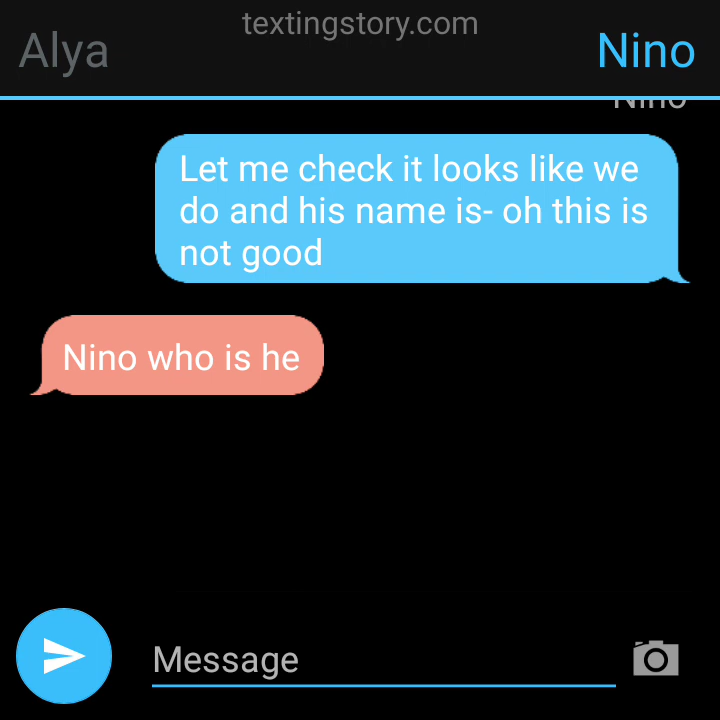 textingstory.com
Alya
Nino
Nino
Let me check it looks like we
do and his name is- oh this is
not good
Nino who is he
Message